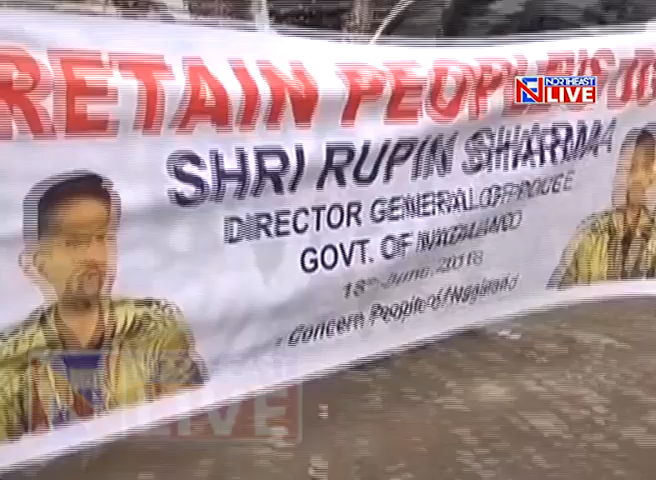 RETAIN PEOPLE'S
SHRI RUPIN SHARMA
DIRECTOR GENERAL OF POLICE
GOVT. OF NAGALAND
18th June, 2018
- Concern People of Nagaland
NORTHEAST
LIVE
LIVE